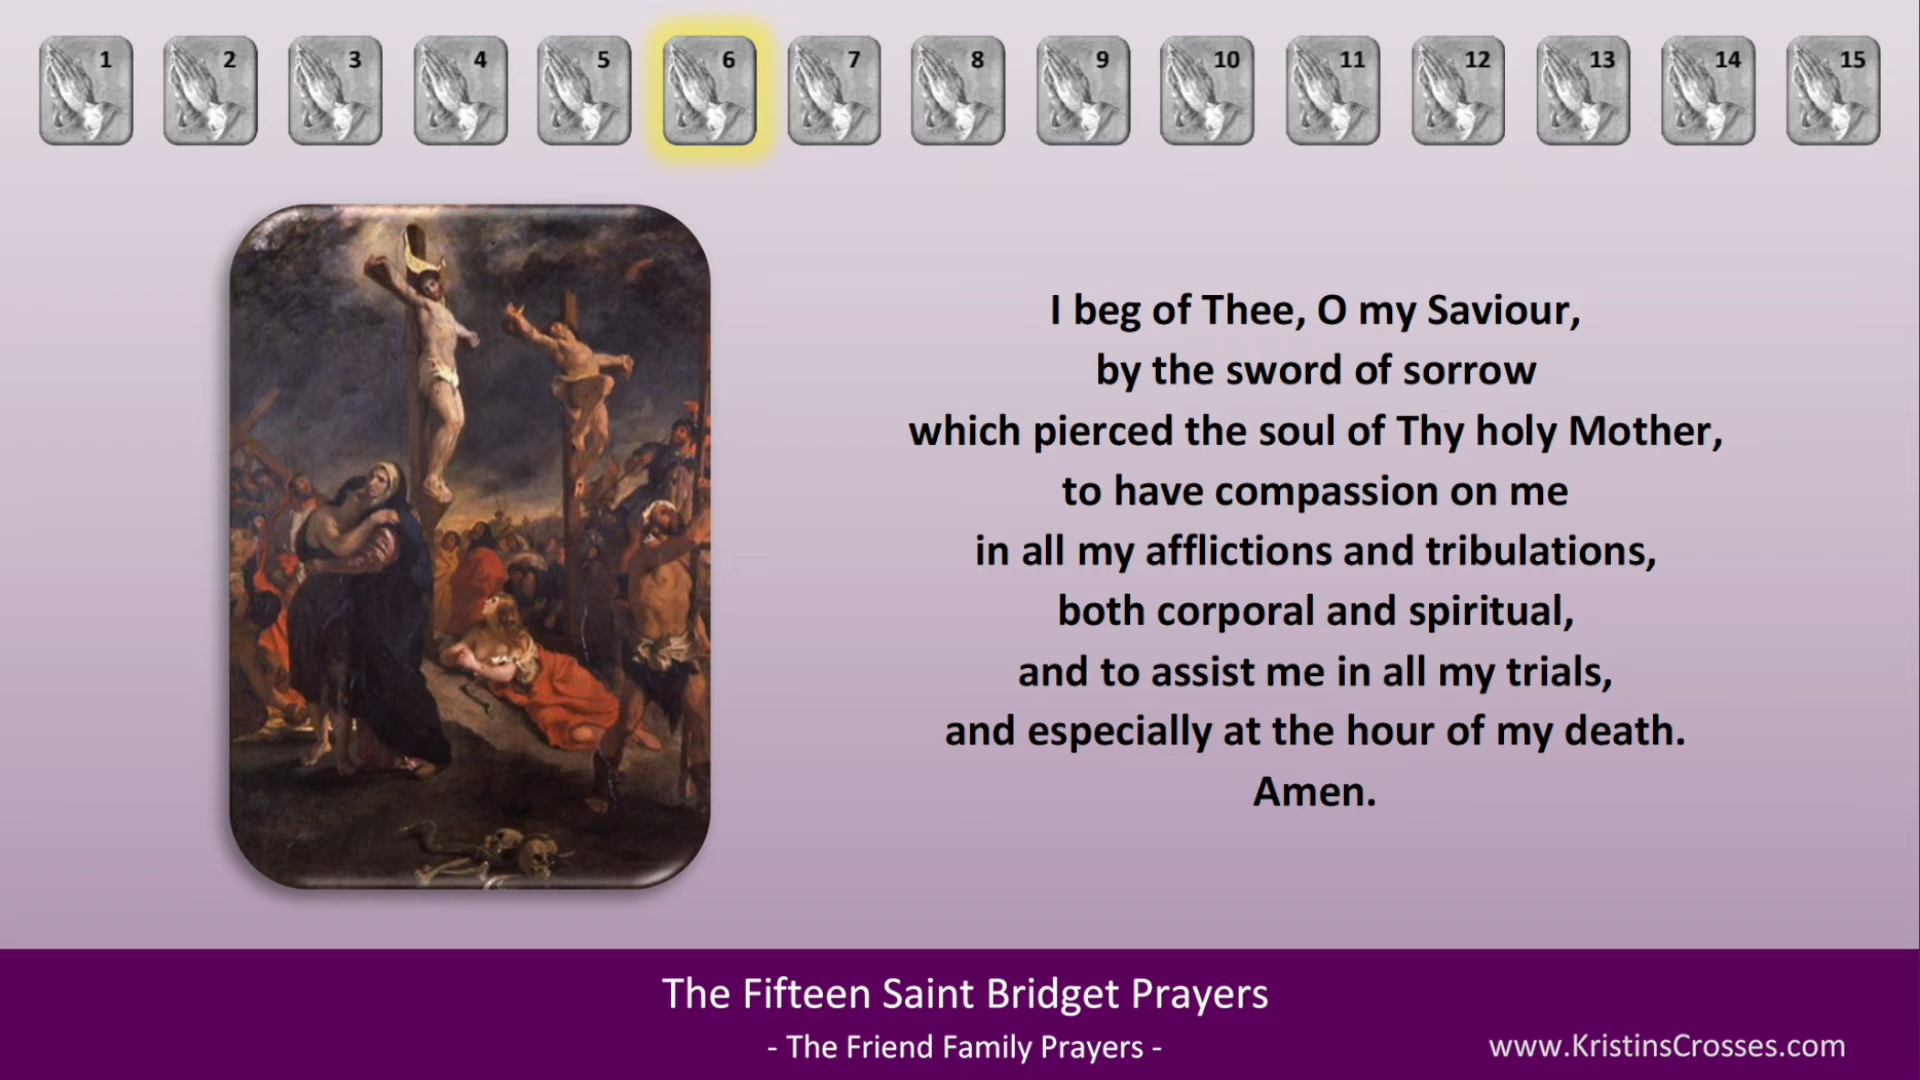 1 2 3 4 5 6 7 8 9 10 11 12 13 14 15
I beg of Thee, O my Saviour,
by the sword of sorrow
which pierced the soul of Thy holy Mother,
to have compassion on me
in all my afflictions and tribulations,
both corporal and spiritual,
and to assist me in all my trials,
and especially at the hour of my death.
Amen.
The Fifteen Saint Bridget Prayers
- The Friend Family Prayers -
www.KristinsCrosses.com